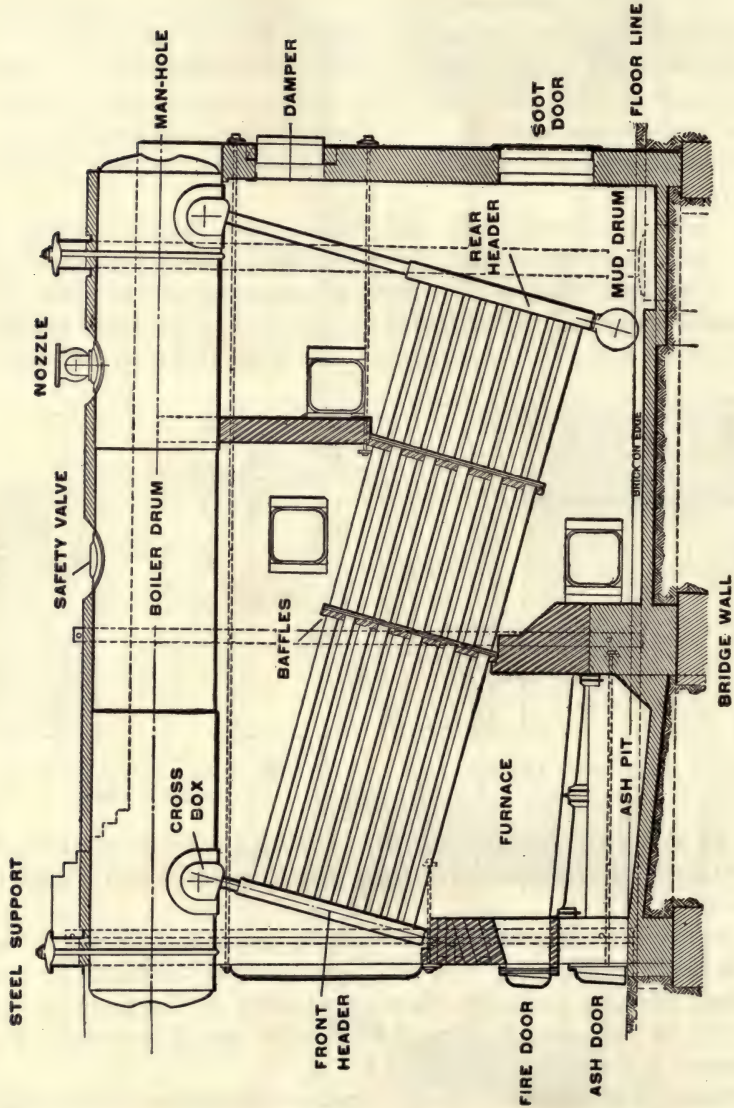 STEEL SUPPORT
SAFETY VALVE
NOZZLE
MAN-HOLE
BOILER DRUM
CROSS
BOX
DAMPER
BAFFLES
FRONT
HEADER
REAR
HEADER
SOOT
DOOR
FURNACE
MUD DRUM
FIRE DOOR
ASH DOOR
ASH PIT
BRICK ON EDGE
FLOOR LINE
BRIDGE WALL